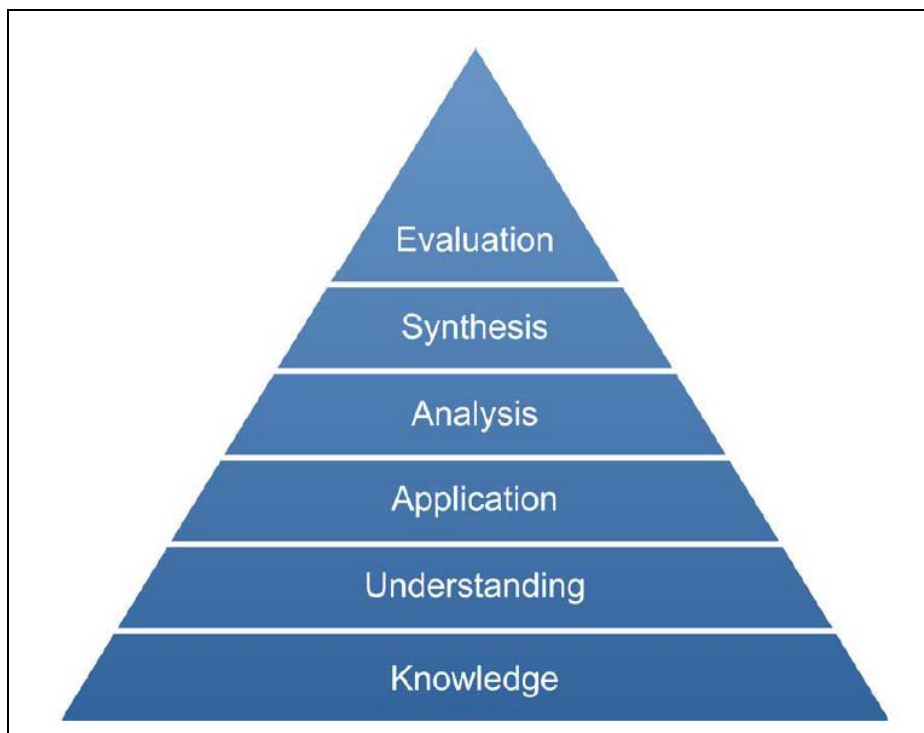 Evaluation
Synthesis
Analysis
Application
Understanding
Knowledge